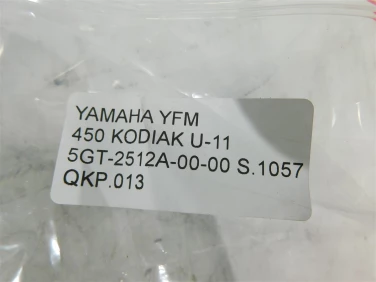 YAMAHA YFM
450 KODIAK U-11
5GT-2512A-00-00 S.1057
QKP.013